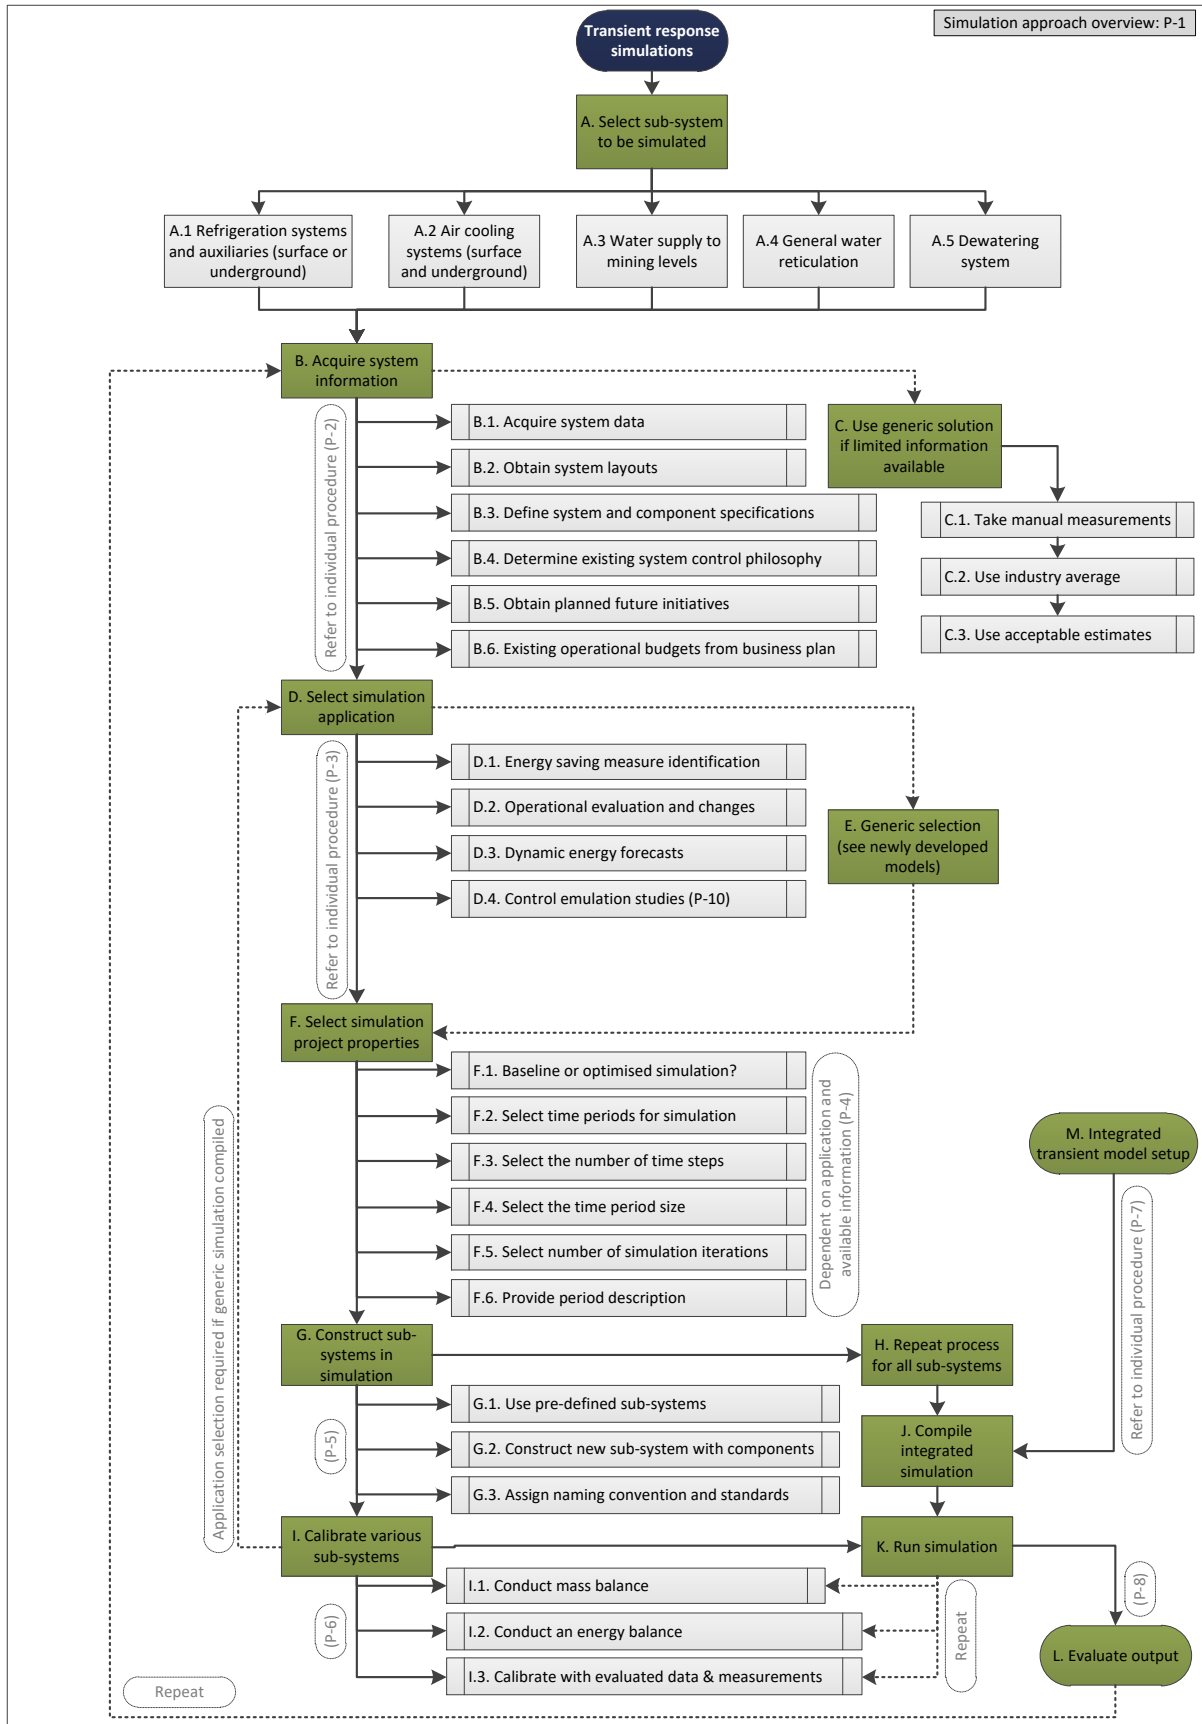 Simulation approach overview: P-1
Transient response
simulations
A. Select sub-system
to be simulated
A.1 Refrigeration systems
and auxiliaries (surface or
underground)
A.2 Air cooling
systems (surface
and underground)
A.3 Water supply to
mining levels
A.4 General water
reticulation
A.5 Dewatering
system
B. Acquire system
information
Refer to individual procedure (P-2)
B.1. Acquire system data
B.2. Obtain system layouts
B.3. Define system and component specifications
B.4. Determine existing system control philosophy
B.5. Obtain planned future initiatives
B.6. Existing operational budgets from business plan
C. Use generic solution
if limited information
available
C.1. Take manual measurements
C.2. Use industry average
C.3. Use acceptable estimates
D. Select simulation
application
Refer to individual procedure (P-3)
D.1. Energy saving measure identification
D.2. Operational evaluation and changes
D.3. Dynamic energy forecasts
D.4. Control emulation studies (P-10)
E. Generic selection
(see newly developed
models)
F. Select simulation
project properties
F.1. Baseline or optimised simulation?
F.2. Select time periods for simulation
F.3. Select the number of time steps
F.4. Select the time period size
F.5. Select number of simulation iterations
F.6. Provide period description
Dependent on application and
available information (P-4)
M. Integrated
transient model setup
Refer to individual procedure (P-7)
Application selection required if generic simulation compiled
G. Construct sub-
systems in
simulation
H. Repeat process
for all sub-systems
(P-5)
G.1. Use pre-defined sub-systems
G.2. Construct new sub-system with components
G.3. Assign naming convention and standards
J. Compile
integrated
simulation
I. Calibrate various
sub-systems
K. Run simulation
(P-6)
I.1. Conduct mass balance
I.2. Conduct an energy balance
I.3. Calibrate with evaluated data & measurements
Repeat
(P-8)
L. Evaluate output
Repeat